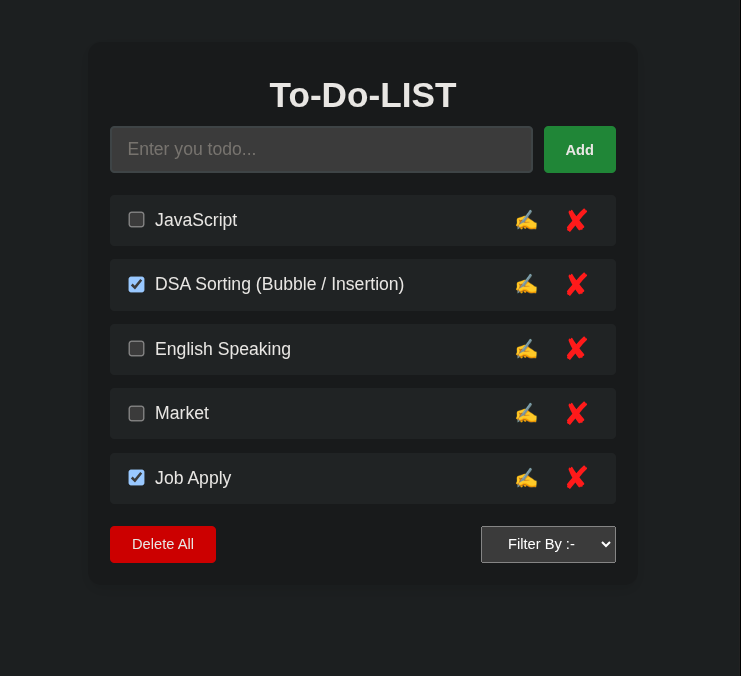 To-Do-LIST
Enter you todo...
Add
JavaScript
DSA Sorting (Bubble / Insertion)
English Speaking
Market
Job Apply
Delete All
Filter By :-